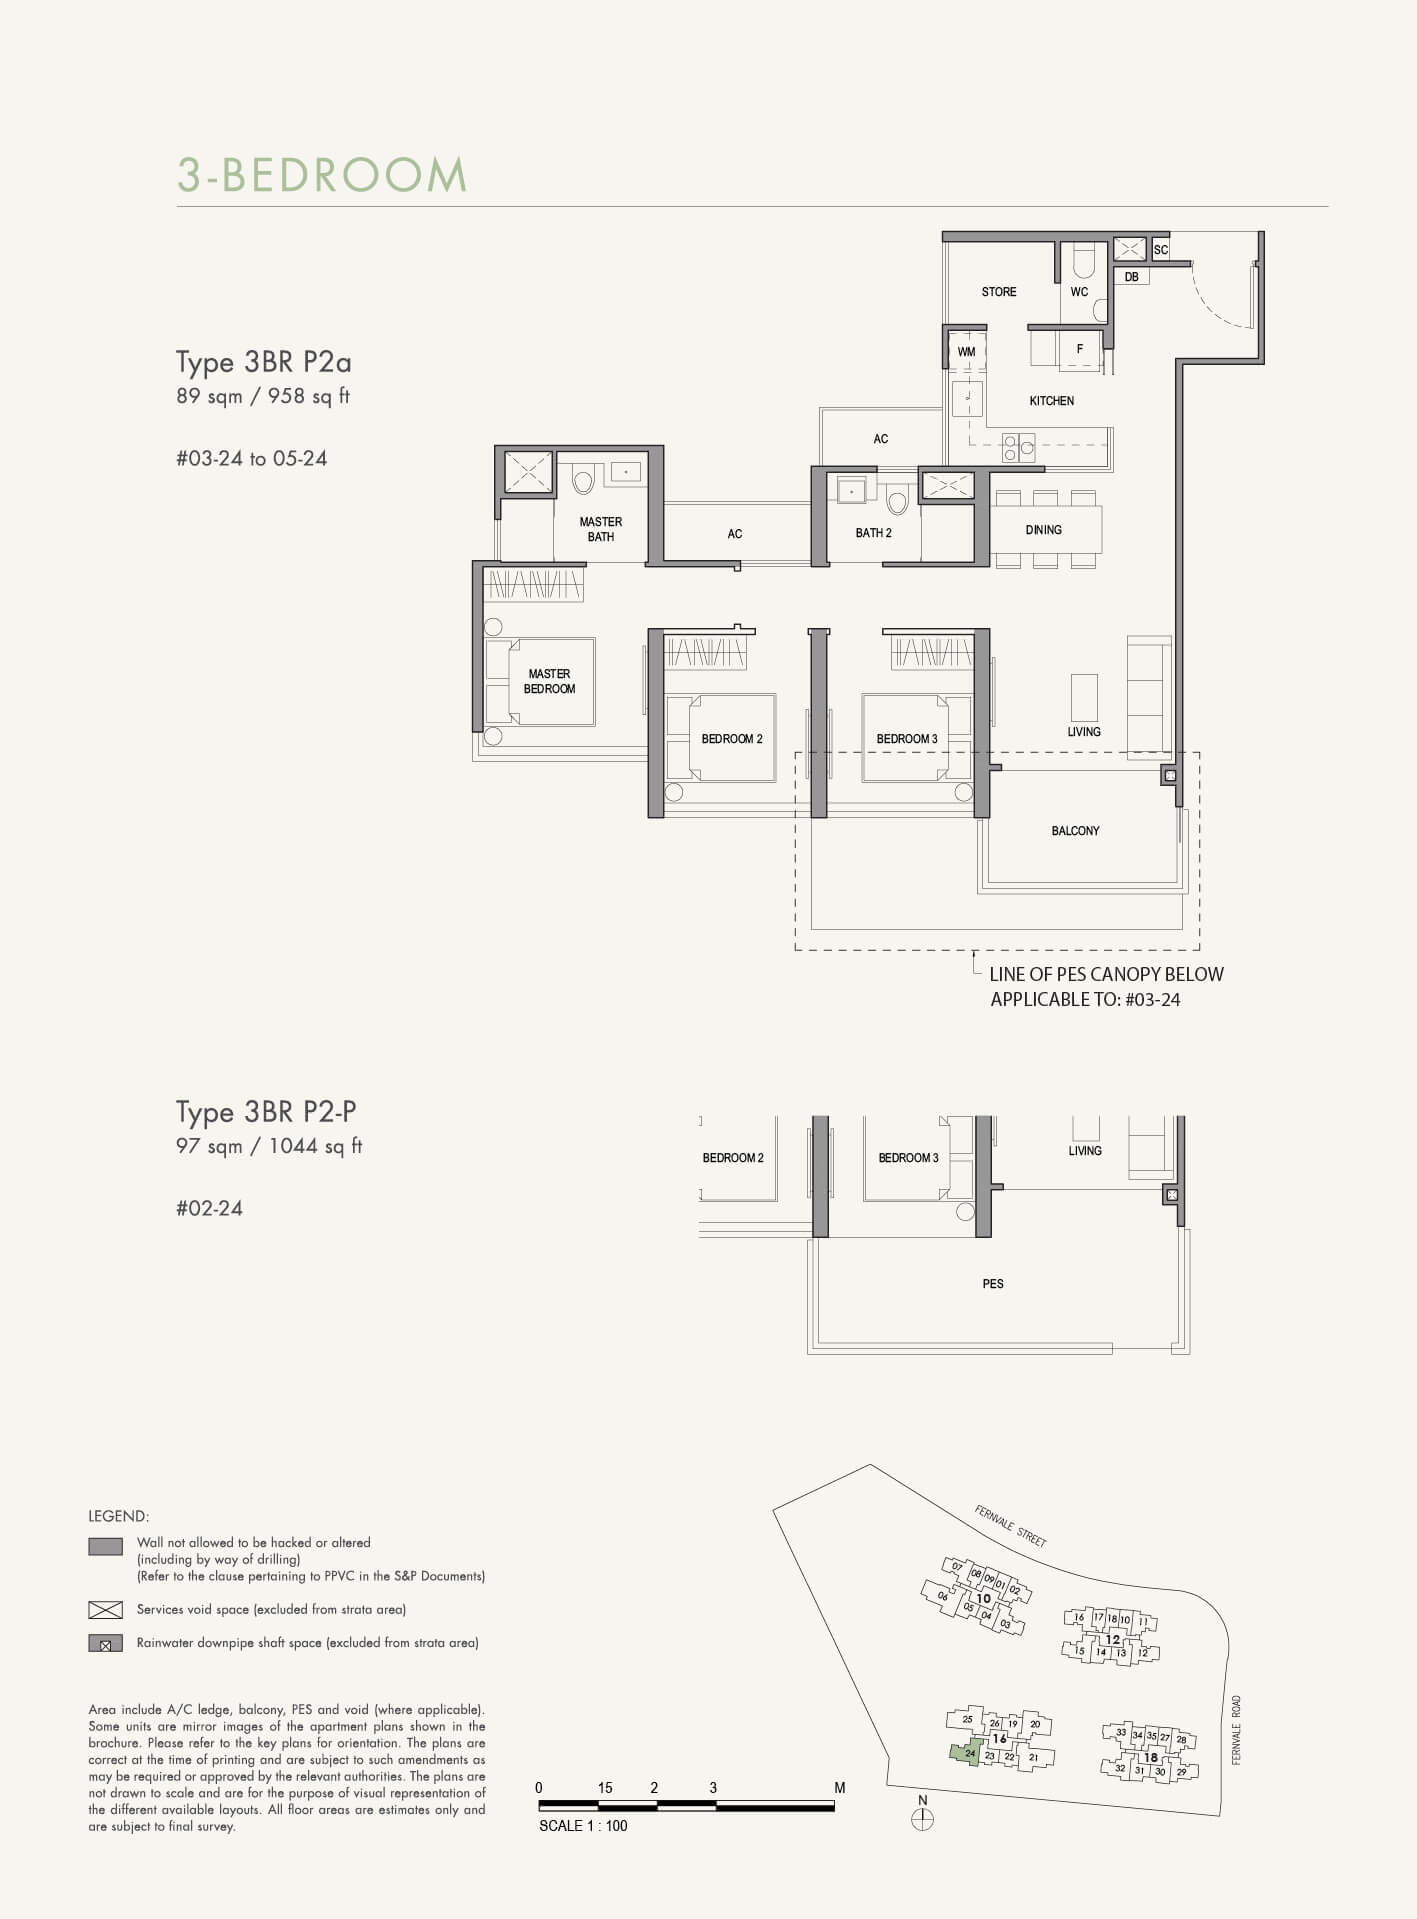 3-BEDROOM
Type 3BR P2a
89 sqm / 958 sq ft
#03-24 to 05-24
SC
DB
STORE
WC
WM
F
KITCHEN
AC
MASTER
BATH
AC
BATH 2
DINING
MASTER
BEDROOM
BEDROOM 2
BEDROOM 3
LIVING
BALCONY
LINE OF PES CANOPY BELOW
APPLICABLE TO: #03-24
Type 3BR P2-P
97 sqm / 1044 sq ft
#02-24
BEDROOM 2
BEDROOM 3
LIVING
PES
LEGEND:
Wall not allowed to be hacked or altered
(including by way of drilling)
(Refer to the clause pertaining to PPVC in the S&P Documents)
Services void space (excluded from strata area)
Rainwater downpipe shaft space (excluded from strata area)
Area include A/C ledge, balcony, PES and void (where applicable).
Some units are mirror images of the apartment plans shown in the
brochure. Please refer to the key plans for orientation. The plans are
correct at the time of printing and are subject to such amendments as
may be required or approved by the relevant authorities. The plans are
not drawn to scale and are for the purpose of visual representation of
the different available layouts. All floor areas are estimates only and
are subject to final survey.
0 15 2 3 M
SCALE 1 : 100
FERNVALE STREET
FERNVALE ROAD
07 08 09 01 02
10
06 05 04 03
16 17 18 10 11
12
15 14 13 12
25 26 19 20
16
24 23 22 21
33 34 35 27 28
18
32 31 30 29
N